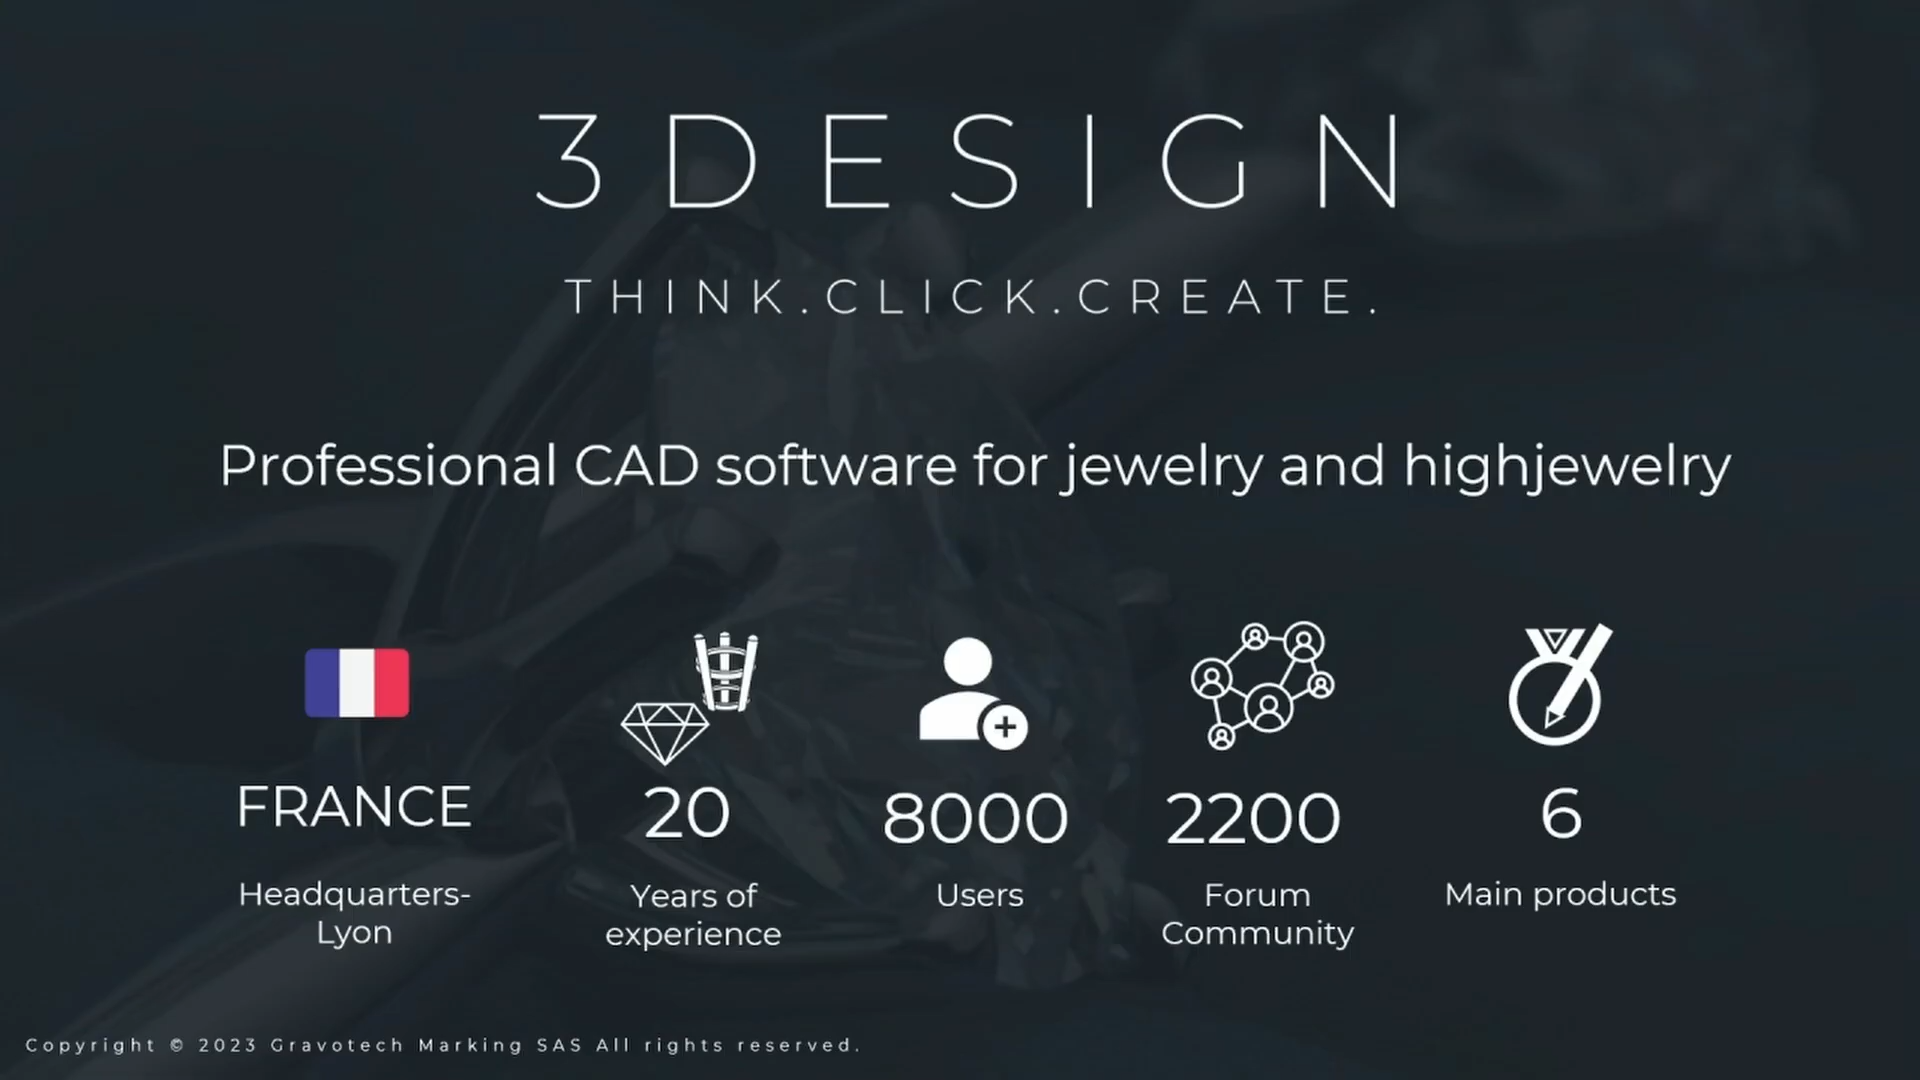 3DESIGN
THINK.CLICK.CREATE.
Professional CAD software for jewelry and highjewelry
FRANCE
Headquarters-
Lyon
20
Years of
experience
8000
Users
2200
Forum
Community
6
Main products
Copyright © 2023 Gravotech Marking SAS All rights reserved.